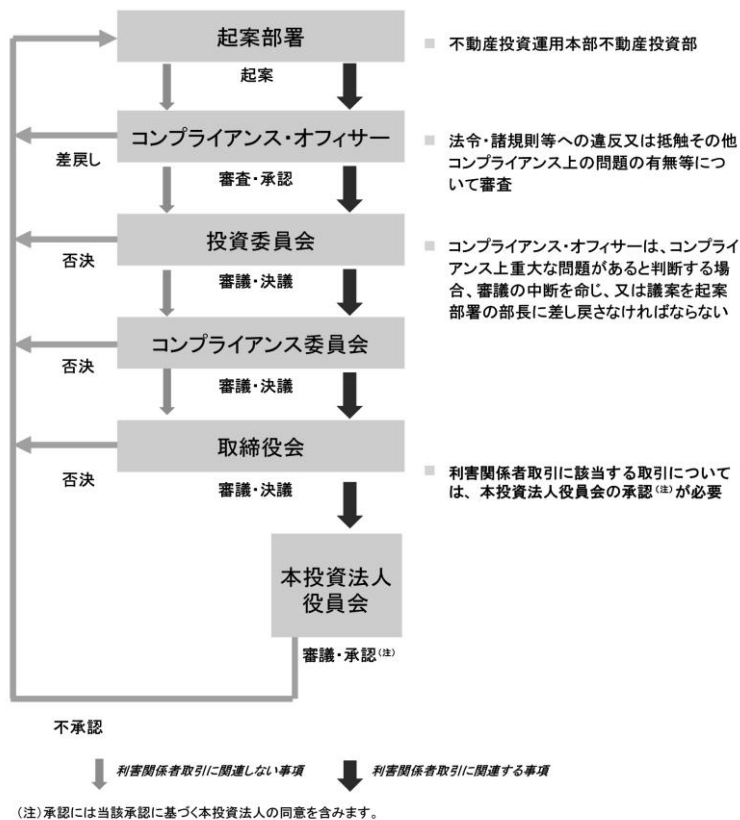 起案部署
■ 不動産投資運用本部不動産投資部
起案
コンプライアンス・オフィサー
差戻し
審査・承認
■ 法令・諸規則等への違反又は抵触その他
コンプライアンス上の問題の有無等につ
いて審査
投資委員会
否決
審議・決議
■ コンプライアンス・オフィサーは、コンプライ
アンス上重大な問題があると判断する場
合、審議の中断を命じ、又は議案を起案
部署の部長に差し戻さなければならない
コンプライアンス委員会
否決
審議・決議
取締役会
否決
審議・決議
■ 利害関係者取引に該当する取引について
は、本投資法人役員会の承認(注)が必要
本投資法人
役員会
審議・承認(注)
不承認
利害関係者取引に関連しない事項
利害関係者取引に関連する事項
(注)承認には当該承認に基づく本投資法人の同意を含みます。